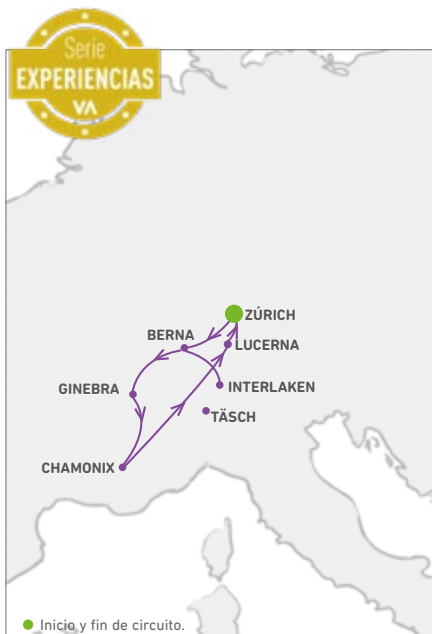 Serie
EXPERIENCIAS
VA
ZÚRICH
BERNA
LUCERNA
GINEBRA
INTERLAKEN
TÄSCH
CHAMONIX
Inicio y fin de circuito.